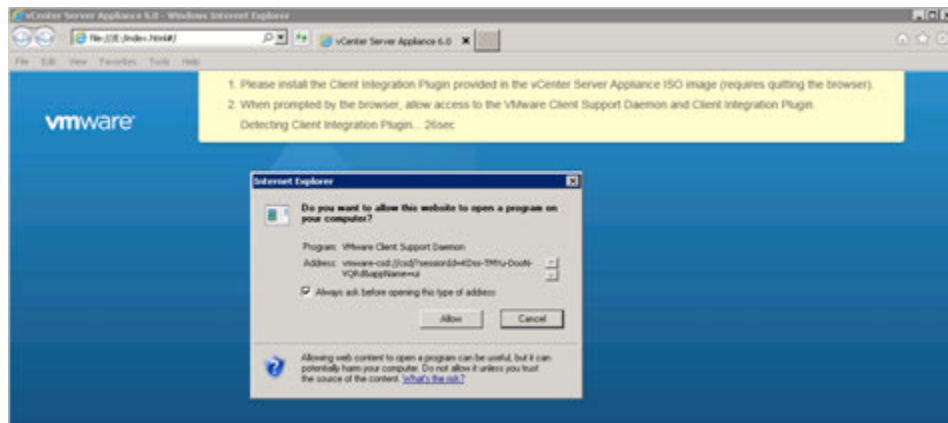 vCenter Server Appliance 6.0 - Windows Internet Explorer
vCenter Server Appliance 6.0
File Edit View Favorites Tools Help
1. Please install the Client Integration Plugin provided in the vCenter Server Appliance ISO image (requires quitting the browser).
2. When prompted by the browser, allow access to the VMware Client Support Daemon and Client Integration Plugin.
Detecting Client Integration Plugin... 26sec
vmware
Internet Explorer
Do you want to allow this website to open a program on
your computer?
Program: VMware Client Support Daemon
Address:
Always ask before opening this type of address
Allow Cancel
Allowing web content to open a program can be useful, but it can
potentially harm your computer. Do not allow it unless you trust
the source of the content. What's the risk?